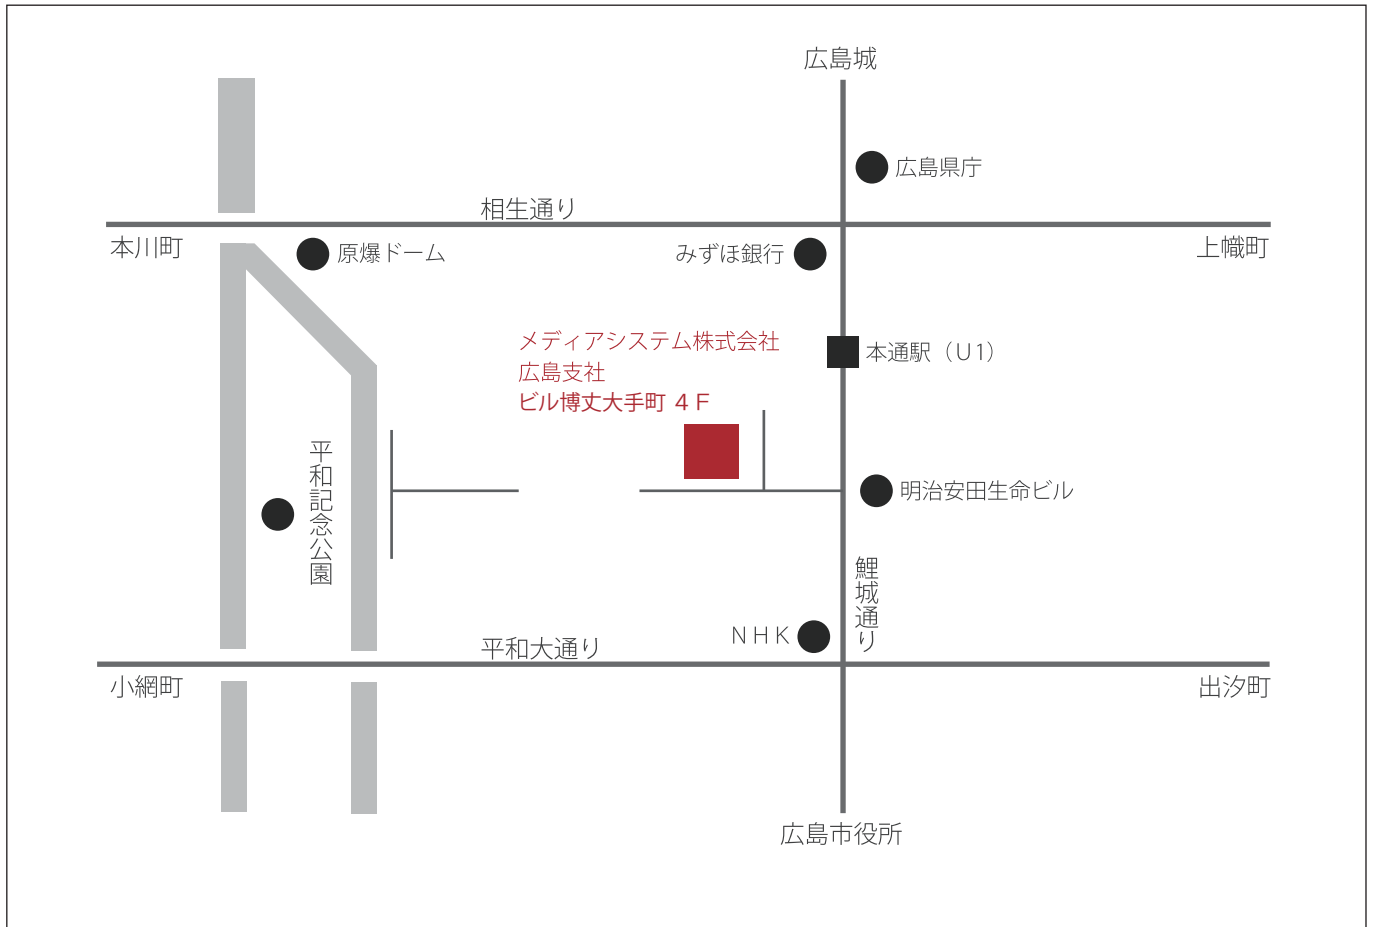 広島城
広島県庁
相生通り
本川町
原爆ドーム
みずほ銀行
上幟町
メディアシステム株式会社
広島支社
ビル博丈大手町 4 F
本通駅（U1）
平和記念公園
明治安田生命ビル
鯉城通り
NHK
平和大通り
小網町
出汐町
広島市役所